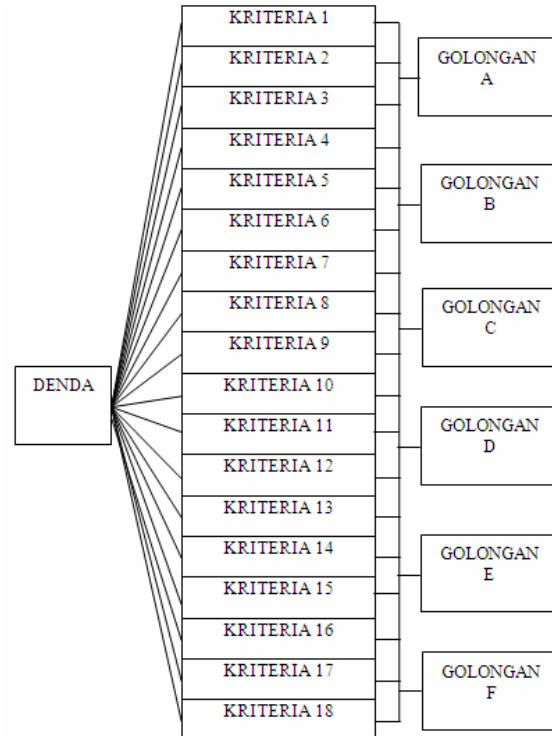 DENDA
KRITERIA 1
KRITERIA 2
KRITERIA 3
KRITERIA 4
KRITERIA 5
KRITERIA 6
KRITERIA 7
KRITERIA 8
KRITERIA 9
KRITERIA 10
KRITERIA 11
KRITERIA 12
KRITERIA 13
KRITERIA 14
KRITERIA 15
KRITERIA 16
KRITERIA 17
KRITERIA 18
GOLONGAN
A
GOLONGAN
B
GOLONGAN
C
GOLONGAN
D
GOLONGAN
E
GOLONGAN
F